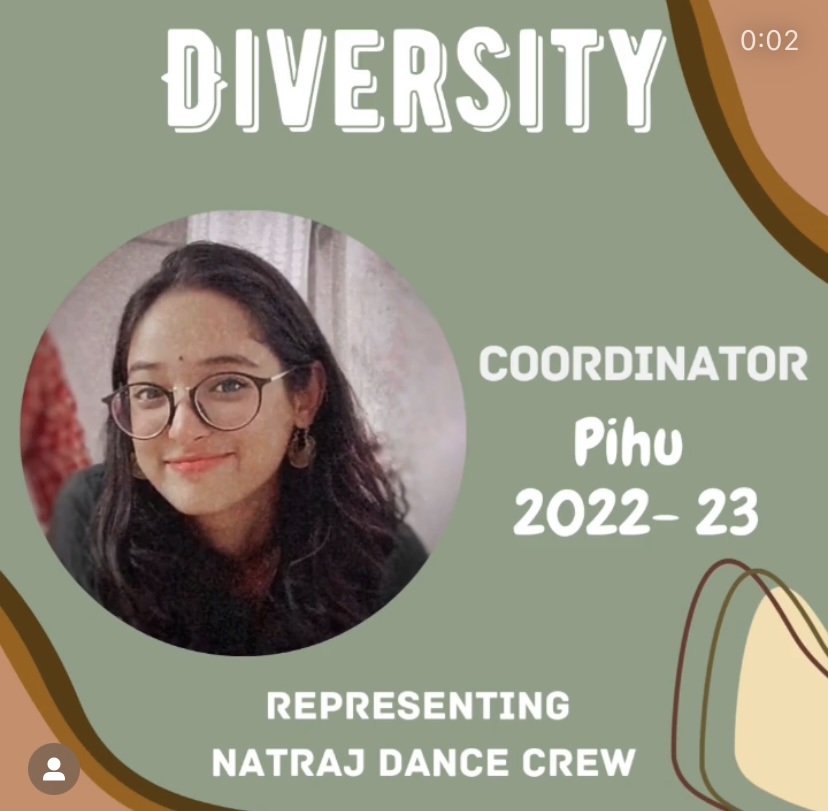 DIVERSITY
0:02
COORDINATOR
Pihu
2022– 23
REPRESENTING
NATRAJ DANCE CREW